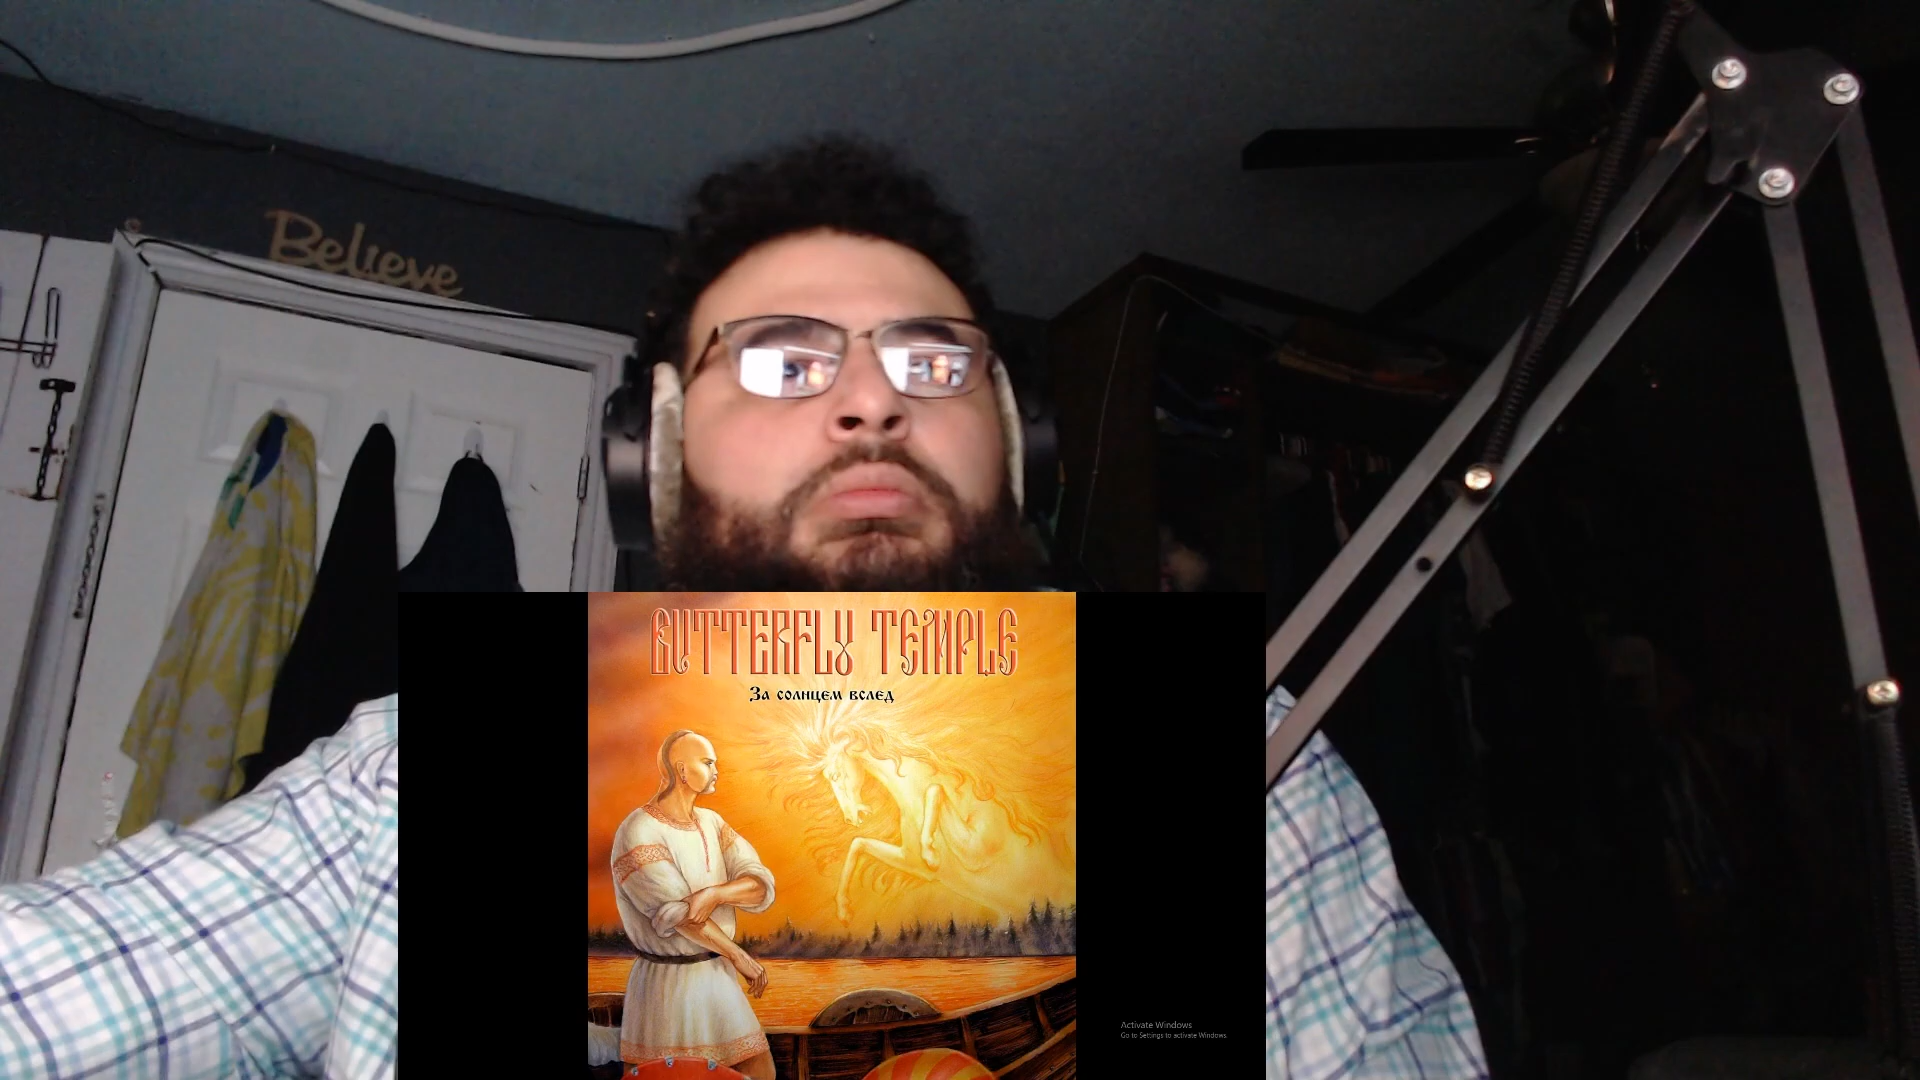 Believe
BUTTERFLY TEMPLE
За солнцем вслед
Activate Windows
Go to Settings to activate Windows.